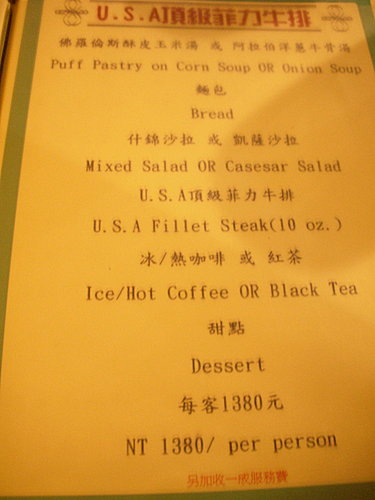 U.S.A頂級菲力牛排
佛羅倫斯酥皮玉米湯 或 阿拉伯洋蔥牛骨湯
Puff Pastry on Corn Soup OR Onion Soup
麵包
Bread
什錦沙拉 或 凱薩沙拉
Mixed Salad OR Casesar Salad
U.S.A頂級菲力牛排
U.S.A Fillet Steak(10 oz.)
冰/熱咖啡 或 紅茶
Ice/Hot Coffee OR Black Tea
甜點
Dessert
每客1380元
NT 1380/ per person
另加收一成服務費